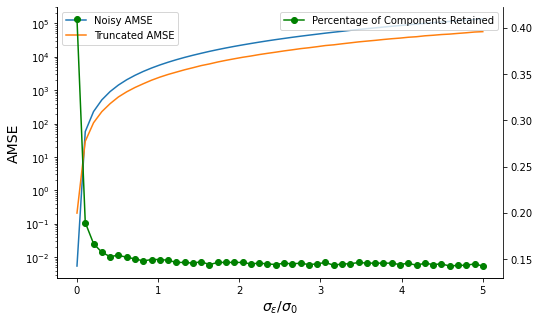 Noisy AMSE
Truncated AMSE
Percentage of Components Retained
10⁵
10⁴
10³
10²
10¹
10⁰
10⁻¹
10⁻²
AMSE
0.40
0.35
0.30
0.25
0.20
0.15
0 1 2 3 4 5
σ_ε/σ₀